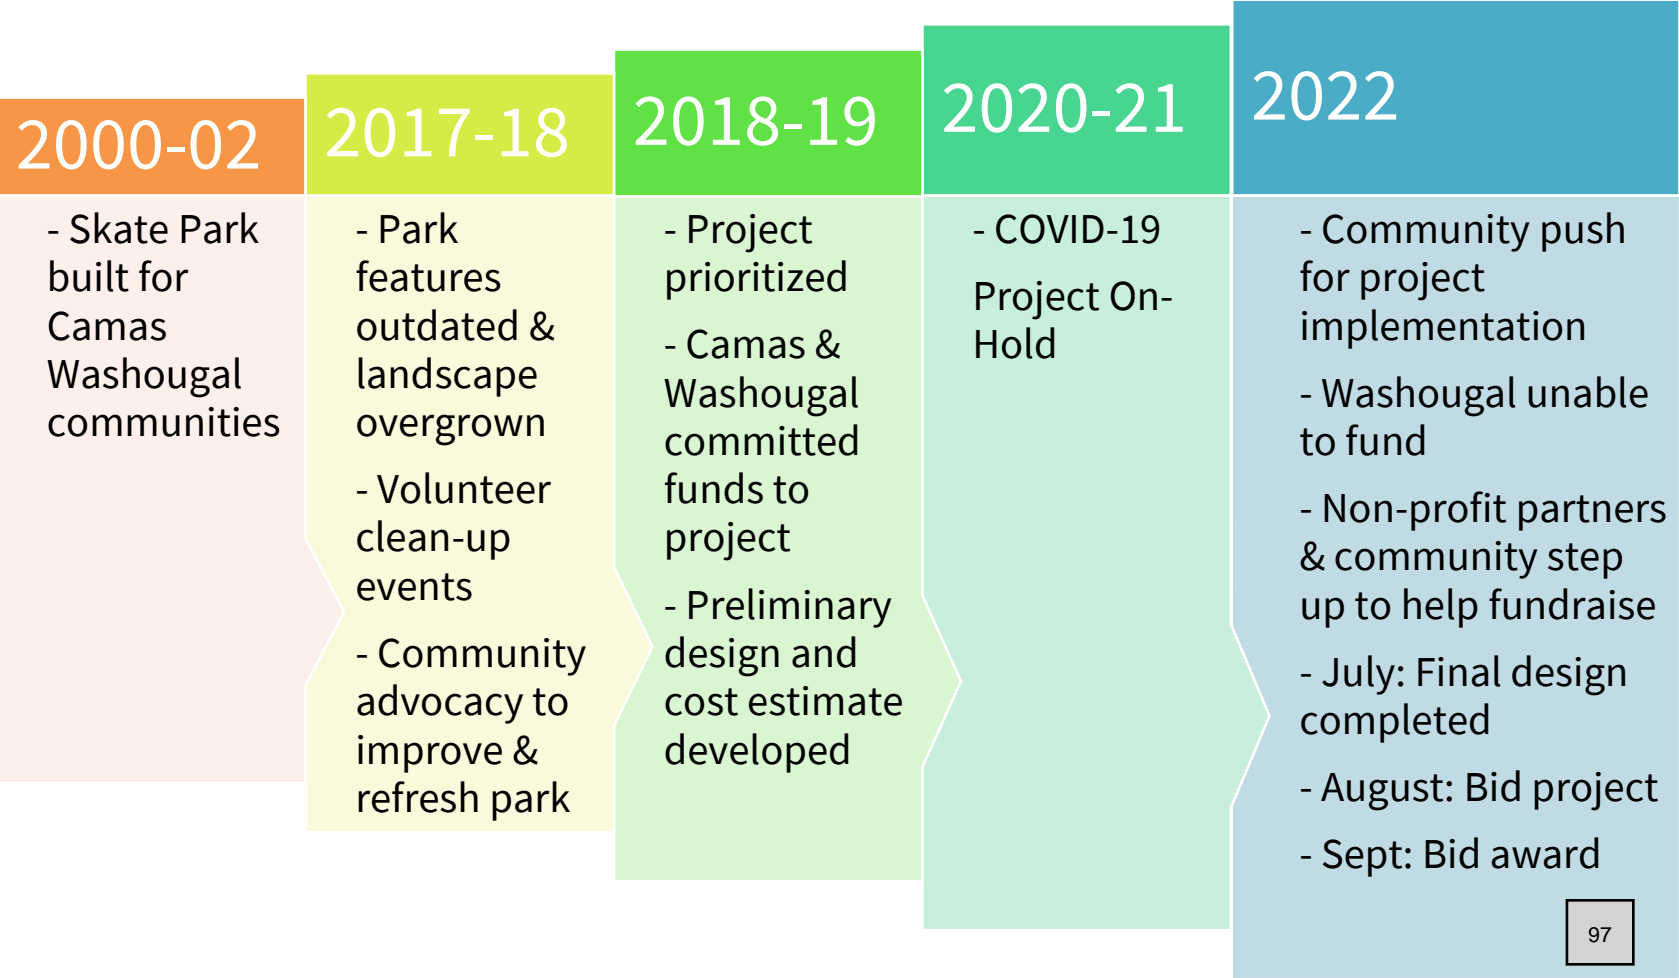 2000-02
- Skate Park
built for
Camas
Washougal
communities
2017-18
- Park
features
outdated &
landscape
overgrown
- Volunteer
clean-up
events
- Community
advocacy to
improve &
refresh park
2018-19
- Project
prioritized
- Camas &
Washougal
committed
funds to
project
- Preliminary
design and
cost estimate
developed
2020-21
- COVID-19
Project On-
Hold
2022
- Community push
for project
implementation
- Washougal unable
to fund
- Non-profit partners
& community step
up to help fundraise
- July: Final design
completed
- August: Bid project
- Sept: Bid award
97